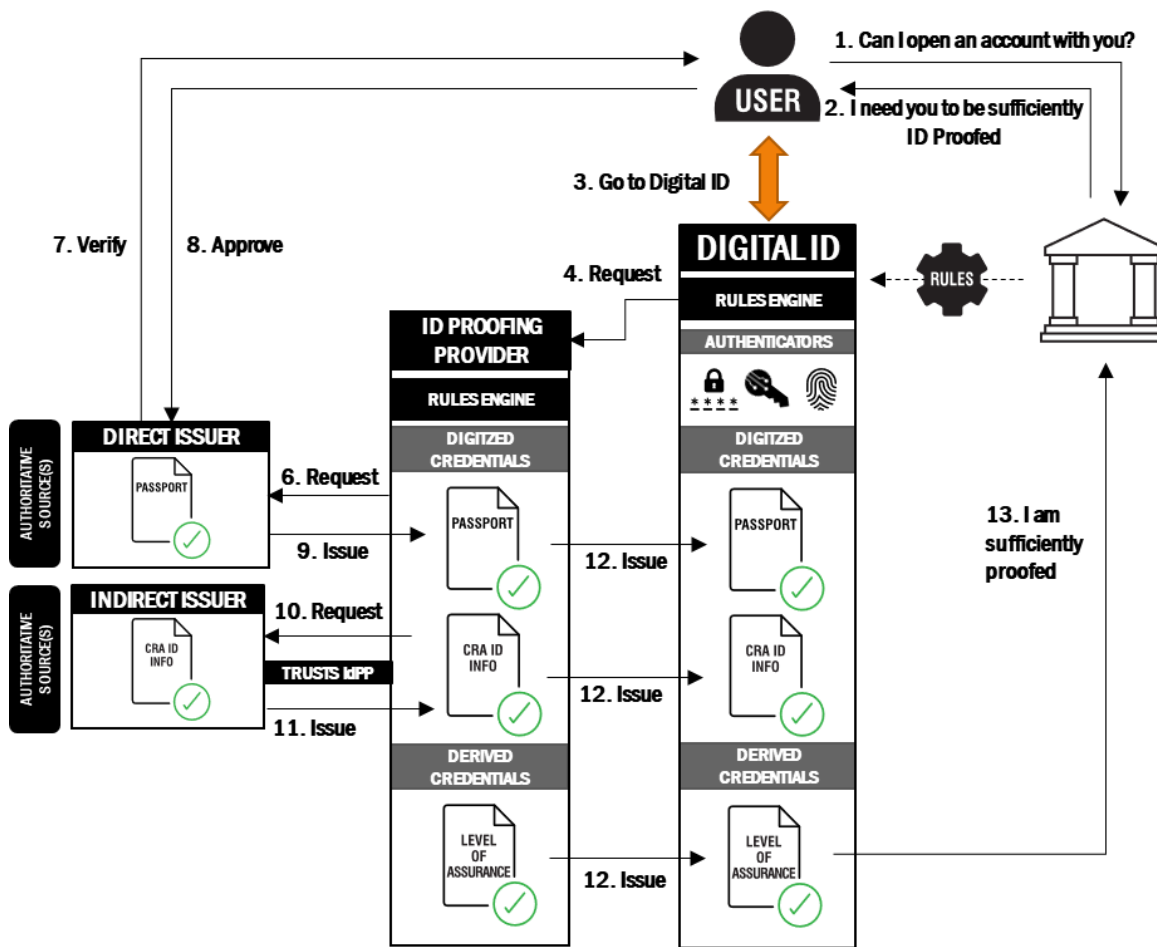 1. Can I open an account with you?
USER
2. I need you to be sufficiently
ID Proofed
3. Go to Digital ID
7. Verify
8. Approve
4. Request
DIGITAL ID
RULES
RULES ENGINE
ID PROOFING
PROVIDER
AUTHENTICATORS
RULES ENGINE
* * * *
AUTHORITATIVE
SOURCE(S)
DIRECT ISSUER
PASSPORT
DIGITZED
CREDENTIALS
DIGITZED
CREDENTIALS
6. Request
PASSPORT
PASSPORT
9. Issue
12. Issue
13. I am
sufficiently
proofed
AUTHORITATIVE
SOURCE(S)
INDIRECT ISSUER
10. Request
CRA ID
INFO
CRA ID
INFO
CRA ID
INFO
TRUSTS IdPP
12. Issue
11. Issue
DERIVED
CREDENTIALS
DERIVED
CREDENTIALS
LEVEL
OF
ASSURANCE
LEVEL
OF
ASSURANCE
12. Issue